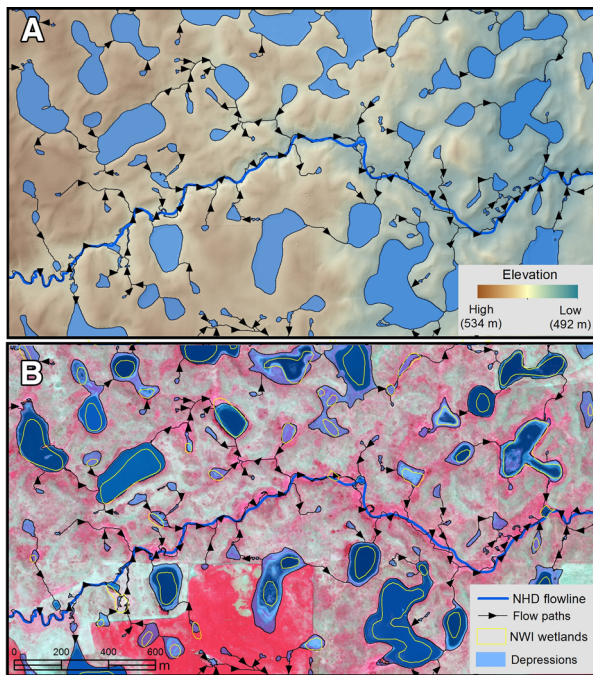 A
Elevation
High
Low
(534 m)
(492 m)
B
NHD flowline
Flow paths
NWI wetlands
Depressions
0
200
400
600
m